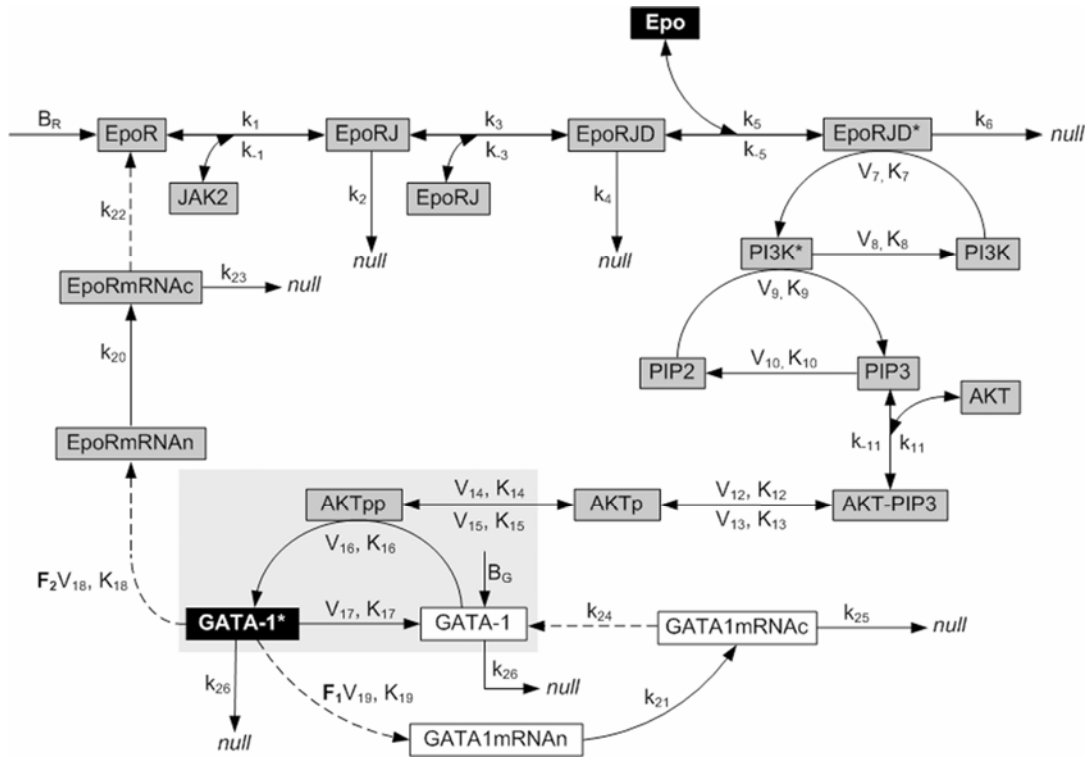 Epo
B_R
EpoR
k_1
k_-1
EpoRJ
k_3
k_-3
EpoRJD
k_5
k_-5
EpoRJD*
k_6
null
JAK2
k_2
EpoRJ
k_4
V_7, K_7
k_22
null
null
PI3K*
V_8, K_8
PI3K
EpoRmRNAc
k_23
null
V_9, K_9
k_20
PIP2
V_10, K_10
PIP3
AKT
EpoRmRNAn
k_-11
k_11
AKTpp
V_14, K_14
V_15, K_15
AKTp
V_12, K_12
V_13, K_13
AKT-PIP3
V_16, K_16
B_G
F_2V_18, K_18
GATA-1*
V_17, K_17
GATA-1
k_24
GATA1mRNAc
k_25
null
k_26
k_26
null
F_1V_19, K_19
k_21
null
GATA1mRNAn